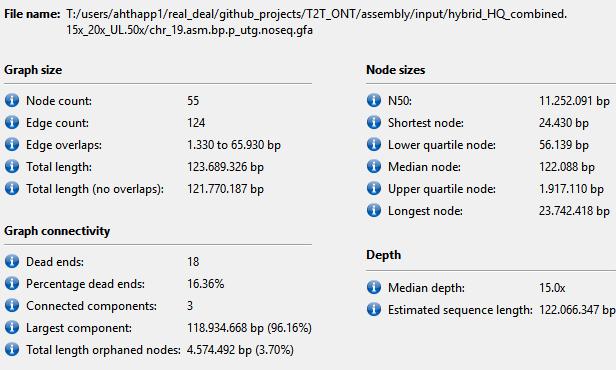 File name: T:/users/ahthapp1/real_deal/github_projects/T2T_ONT/assembly/input/hybrid_HQ_combined.
15x_20x_UL.50x/chr_19.asm.bp.p_utg.noseq.gfa
Graph size
Node count: 55
Edge count: 124
Edge overlaps: 1.330 to 65.930 bp
Total length: 123.689.326 bp
Total length (no overlaps): 121.770.187 bp
Graph connectivity
Dead ends: 18
Percentage dead ends: 16.36%
Connected components: 3
Largest component: 118.934.668 bp (96.16%)
Total length orphaned nodes: 4.574.492 bp (3.70%)
Node sizes
N50: 11.252.091 bp
Shortest node: 24.430 bp
Lower quartile node: 56.139 bp
Median node: 122.088 bp
Upper quartile node: 1.917.110 bp
Longest node: 23.742.418 bp
Depth
Median depth: 15.0x
Estimated sequence length: 122.066.347 bp